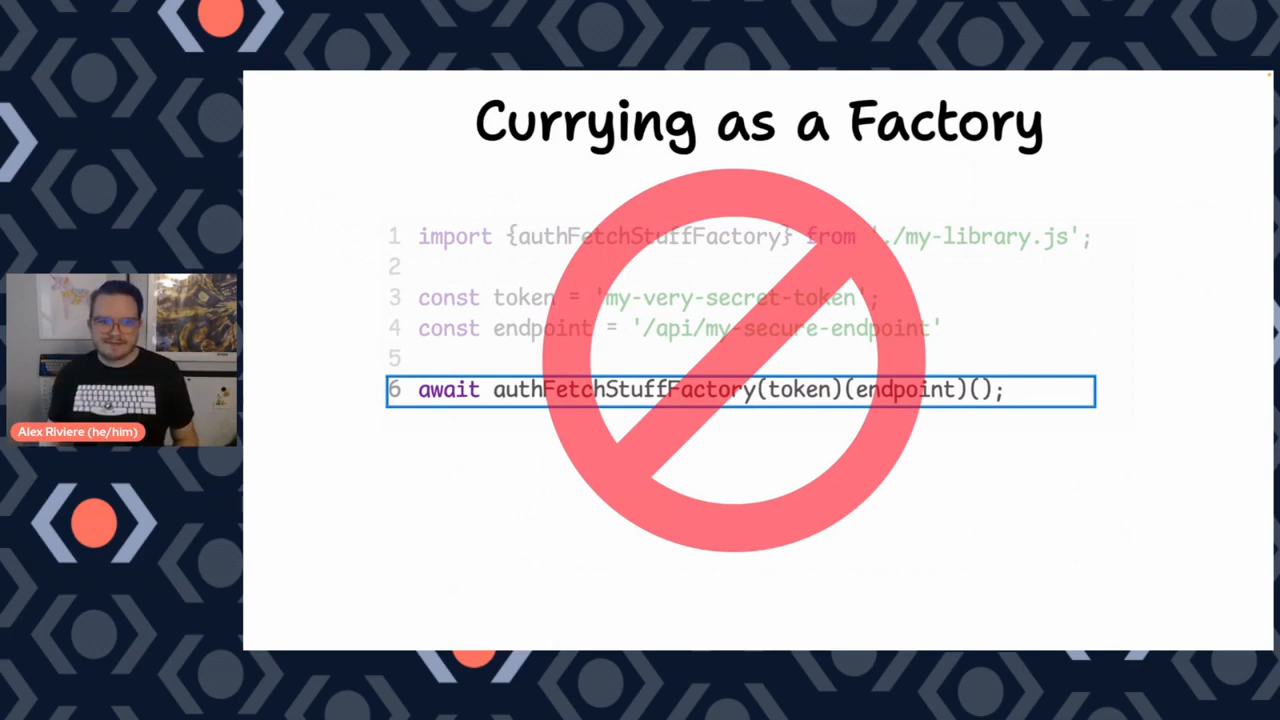 Currying as a Factory
1 import {authFetchStuffFactory} from './my-library.js';
2
3 const token = 'my-very-secret-token';
4 const endpoint = '/api/my-secure-endpoint'
5
6 await authFetchStuffFactory(token)(endpoint)();
Alex Riviere (he/him)